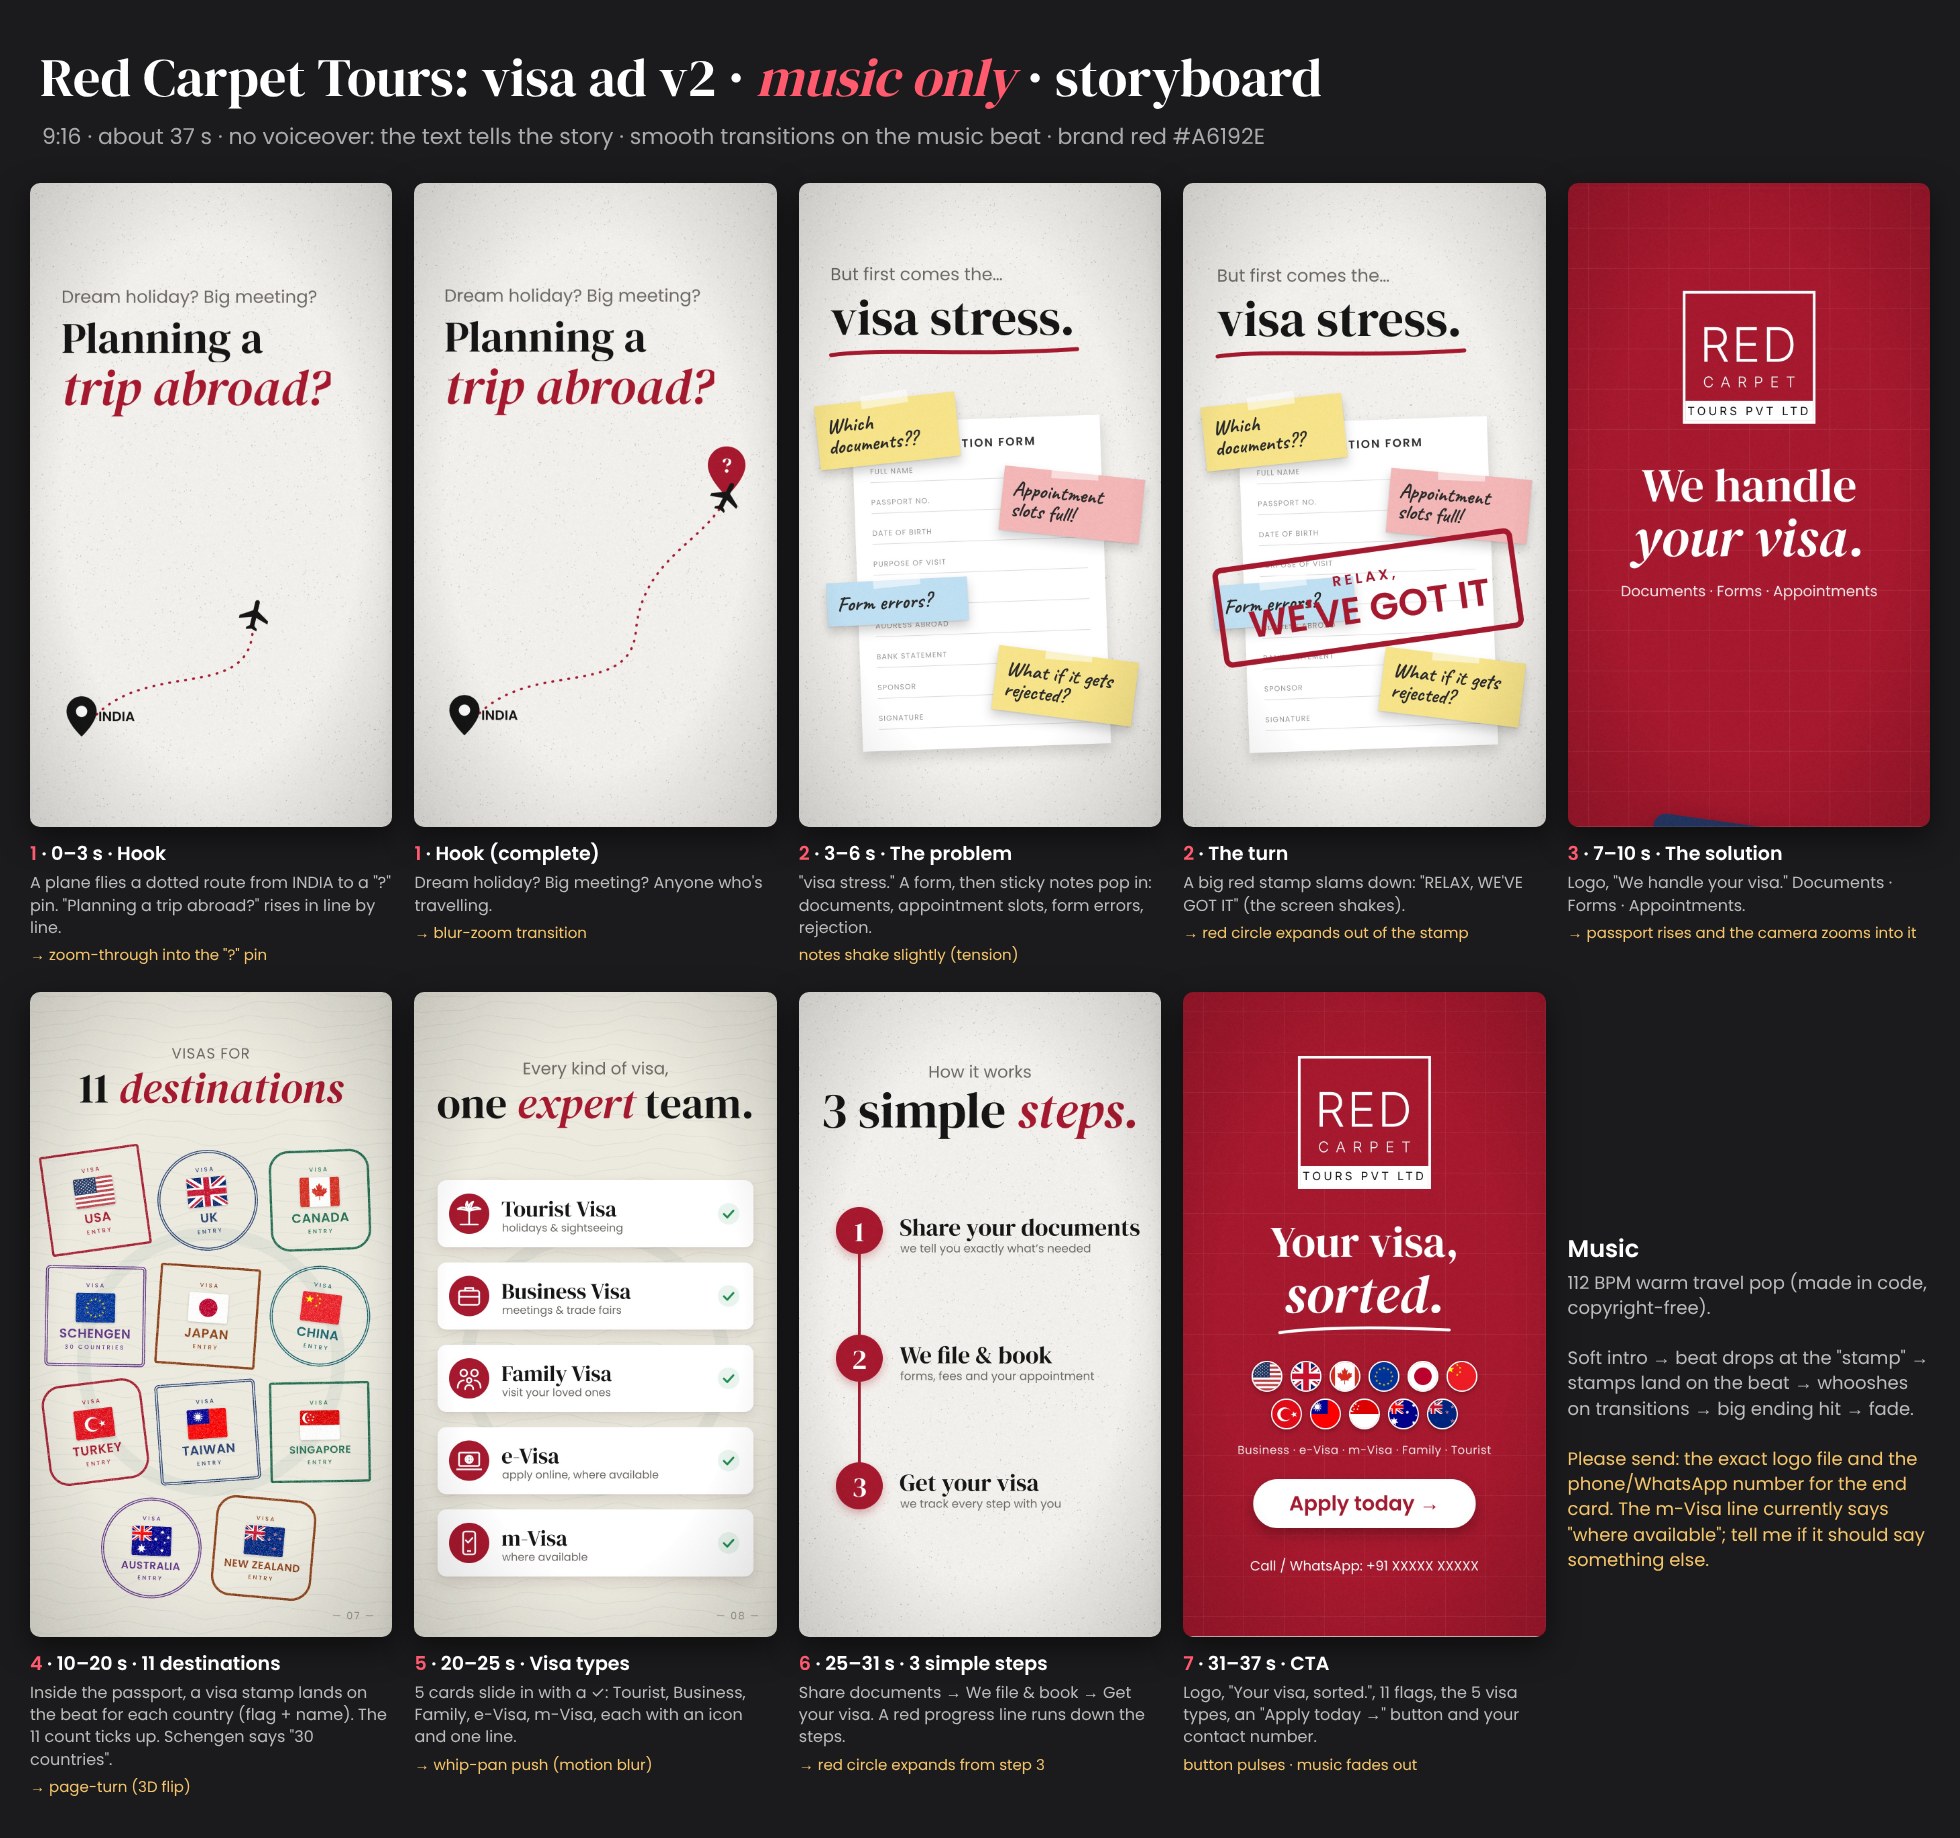 Red Carpet Tours: visa ad v2 · music only · storyboard
9:16 · about 37 s · no voiceover: the text tells the story · smooth transitions on the music beat · brand red #A6192E
Dream holiday? Big meeting?
Planning a
trip abroad?
INDIA
1 · 0–3 s · Hook
A plane flies a dotted route from INDIA to a "?"
pin. "Planning a trip abroad?" rises in line by
line.
→ zoom-through into the "?" pin
Dream holiday? Big meeting?
Planning a
trip abroad?
?
INDIA
1 · Hook (complete)
Dream holiday? Big meeting? Anyone who's
travelling.
→ blur-zoom transition
But first comes the...
visa stress.
Which
documents??
TION FORM
FULL NAME
Appointment
slots full!
PASSPORT NO.
DATE OF BIRTH
PURPOSE OF VISIT
Form errors?
ADDRESS ABROAD
BANK STATEMENT
What if it gets
rejected?
SPONSOR
SIGNATURE
2 · 3–6 s · The problem
"visa stress." A form, then sticky notes pop in:
documents, appointment slots, form errors,
rejection.
notes shake slightly (tension)
But first comes the...
visa stress.
Which
documents??
TION FORM
FULL NAME
Appointment
slots full!
PASSPORT NO.
DATE OF BIRTH
PURPOSE OF VISIT
RELAX,
WE'VE GOT IT
Form errors?
What if it gets
rejected?
SPONSOR
SIGNATURE
2 · The turn
A big red stamp slams down: "RELAX, WE'VE
GOT IT" (the screen shakes).
→ red circle expands out of the stamp
RED
CARPET
TOURS PVT LTD
We handle
your visa.
Documents · Forms · Appointments
3 · 7–10 s · The solution
Logo, "We handle your visa." Documents ·
Forms · Appointments.
→ passport rises and the camera zooms into it
VISAS FOR
11 destinations
VISA
USA
ENTRY
VISA
UK
ENTRY
VISA
CANADA
ENTRY
VISA
SCHENGEN
30 COUNTRIES
VISA
JAPAN
ENTRY
VISA
CHINA
ENTRY
VISA
TURKEY
ENTRY
VISA
TAIWAN
ENTRY
VISA
SINGAPORE
ENTRY
VISA
AUSTRALIA
ENTRY
VISA
NEW ZEALAND
ENTRY
— 07 —
4 · 10–20 s · 11 destinations
Inside the passport, a visa stamp lands on
the beat for each country (flag + name). The
11 count ticks up. Schengen says "30
countries".
→ page-turn (3D flip)
Every kind of visa,
one expert team.
Tourist Visa
holidays & sightseeing
Business Visa
meetings & trade fairs
Family Visa
visit your loved ones
e-Visa
apply online, where available
m-Visa
where available
— 08 —
5 · 20–25 s · Visa types
5 cards slide in with a ✓: Tourist, Business,
Family, e-Visa, m-Visa, each with an icon
and one line.
→ whip-pan push (motion blur)
How it works
3 simple steps.
1
Share your documents
we tell you exactly what's needed
2
We file & book
forms, fees and your appointment
3
Get your visa
we track every step with you
6 · 25–31 s · 3 simple steps
Share documents → We file & book → Get
your visa. A red progress line runs down the
steps.
→ red circle expands from step 3
RED
CARPET
TOURS PVT LTD
Your visa,
sorted.
Business · e-Visa · m-Visa · Family · Tourist
Apply today →
Call / WhatsApp: +91 XXXXX XXXXX
7 · 31–37 s · CTA
Logo, "Your visa, sorted.", 11 flags, the 5 visa
types, an "Apply today →" button and your
contact number.
button pulses · music fades out
Music
112 BPM warm travel pop (made in code,
copyright-free).
Soft intro → beat drops at the "stamp" →
stamps land on the beat → whooshes
on transitions → big ending hit → fade.
Please send: the exact logo file and the
phone/WhatsApp number for the end
card. The m-Visa line currently says
"where available"; tell me if it should say
something else.